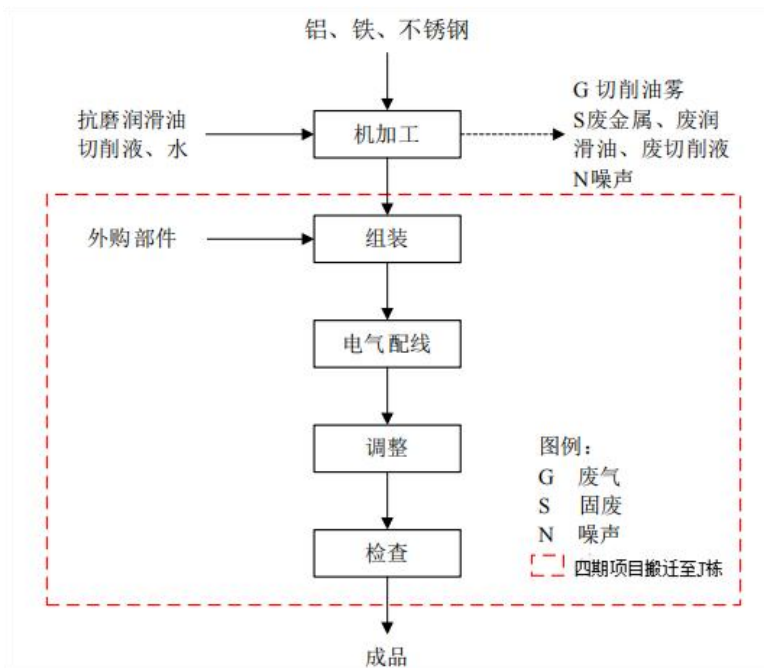 铝、铁、不锈钢
抗磨润滑油
切削液、水
机加工
G 切削油雾
S废金属、废润
滑油、废切削液
N噪声
外购部件
组装
电气配线
调整
检查
图例：
G 废气
S 固废
N 噪声
四期项目搬迁至J栋
成品